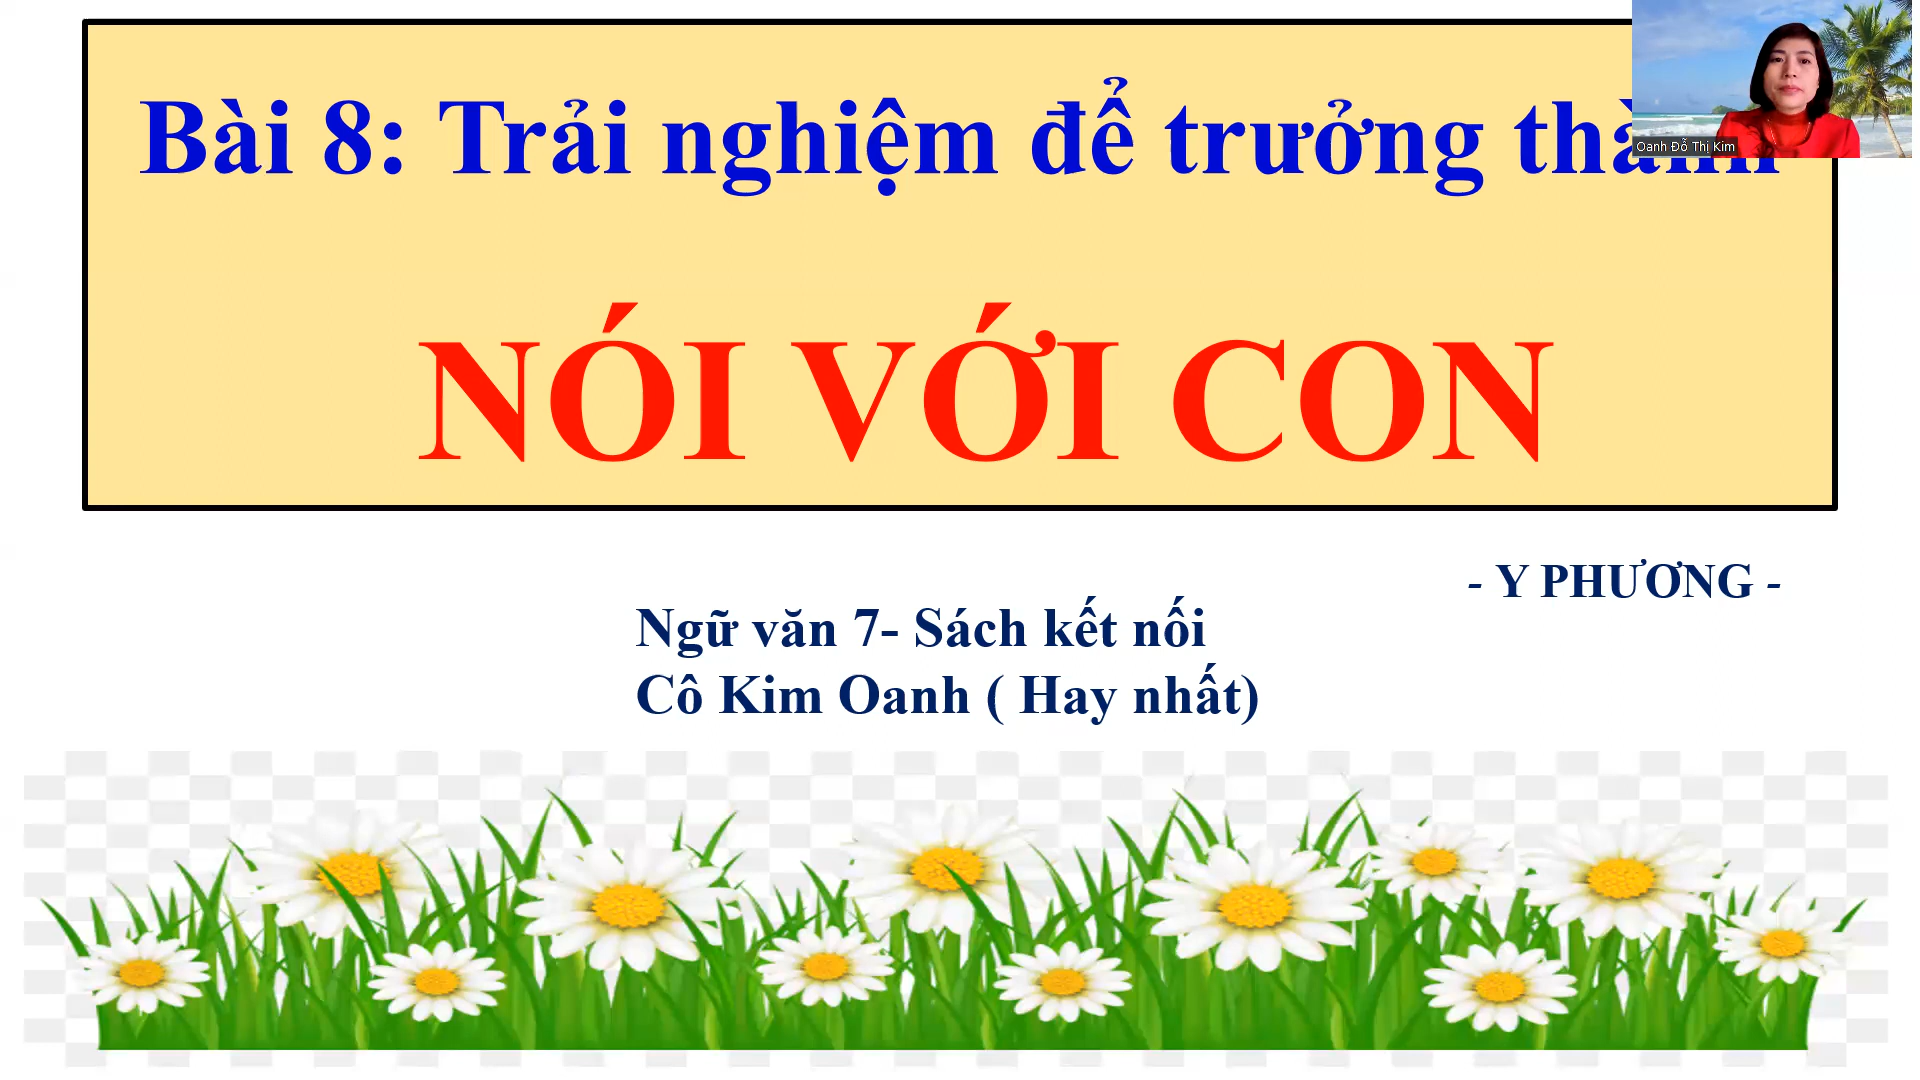 Bài 8: Trải nghiệm để trưởng thành
Oanh Đỗ Thị Kim
NÓI VỚI CON
- Y PHƯƠNG -
Ngữ văn 7- Sách kết nối
Cô Kim Oanh ( Hay nhất)